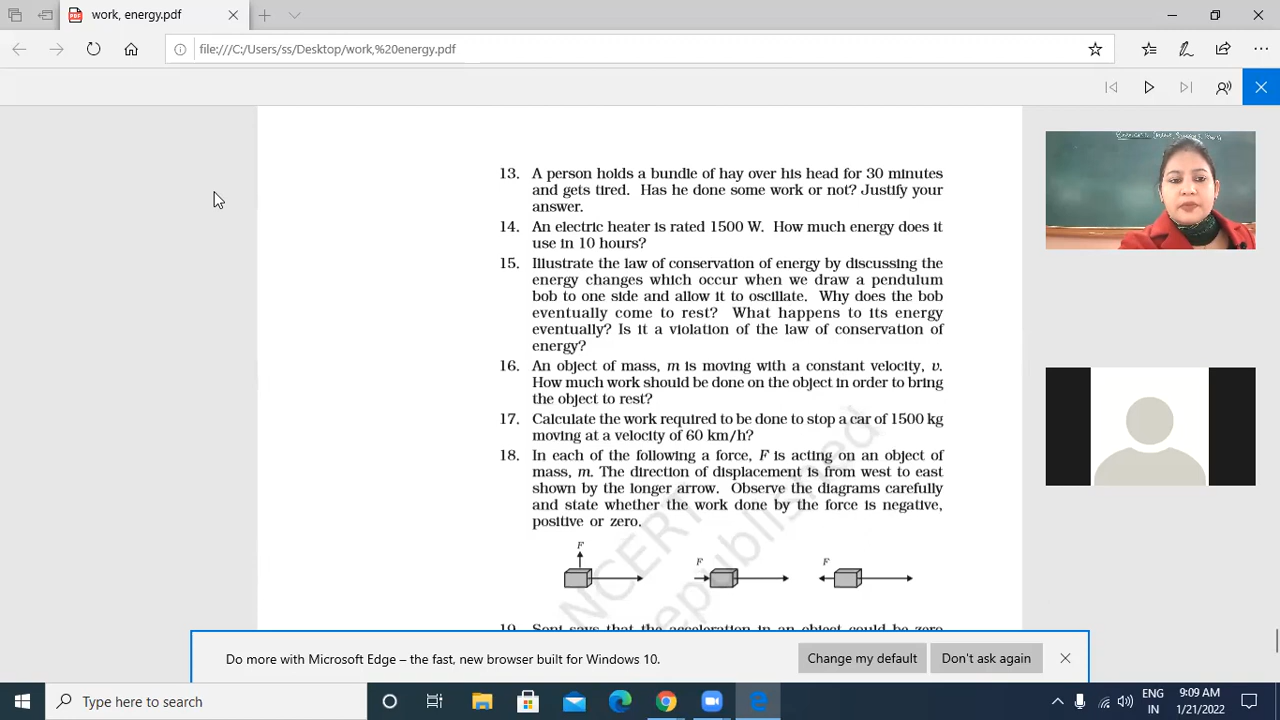 work, energy.pdf
file:///C:/Users/ss/Desktop/work,%20energy.pdf
13. A person holds a bundle of hay over his head for 30 minutes
and gets tired. Has he done some work or not? Justify your
answer.
14. An electric heater is rated 1500 W. How much energy does it
use in 10 hours?
15. Illustrate the law of conservation of energy by discussing the
energy changes which occur when we draw a pendulum
bob to one side and allow it to oscillate. Why does the bob
eventually come to rest? What happens to its energy
eventually? Is it a violation of the law of conservation of
energy?
16. An object of mass, m is moving with a constant velocity, v.
How much work should be done on the object in order to bring
the object to rest?
17. Calculate the work required to be done to stop a car of 1500 kg
moving at a velocity of 60 km/h?
18. In each of the following a force, F is acting on an object of
mass, m. The direction of displacement is from west to east
shown by the longer arrow. Observe the diagrams carefully
and state whether the work done by the force is negative,
positive or zero.
F
F
F
NCERT
republished
19. Soni says that the acceleration in an object could be zero
Do more with Microsoft Edge – the fast, new browser built for Windows 10.
Change my default
Don't ask again
Type here to search
ENG
IN
9:09 AM
1/21/2022